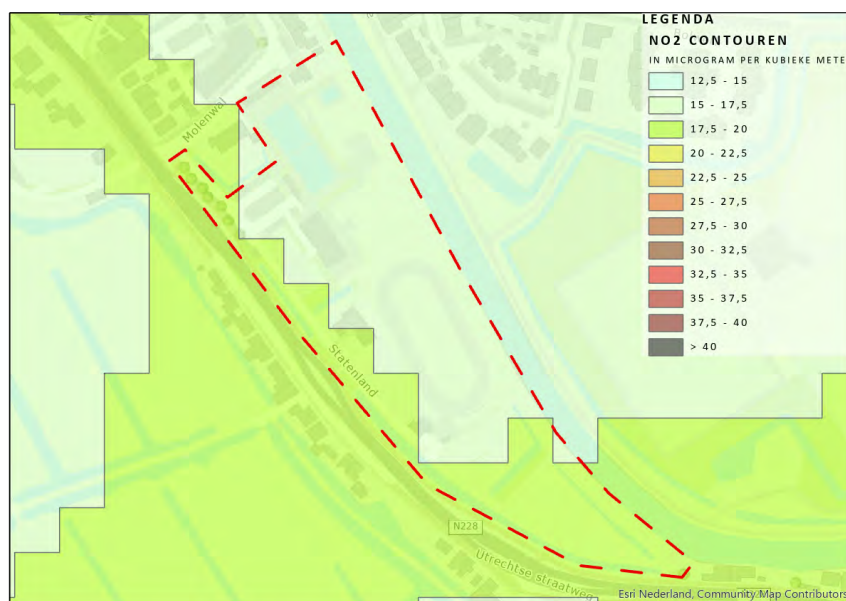 LEGENDA
NO2 CONTOUREN
IN MICROGRAM PER KUBIEKE METE
12,5 - 15
15 - 17,5
17,5 - 20
20 - 22,5
22,5 - 25
25 - 27,5
27,5 - 30
30 - 32,5
32,5 - 35
35 - 37,5
37,5 - 40
> 40
Molenwal
Statenland
N228
Utrechtse straatweg
Esri Nederland, Community Map Contributors